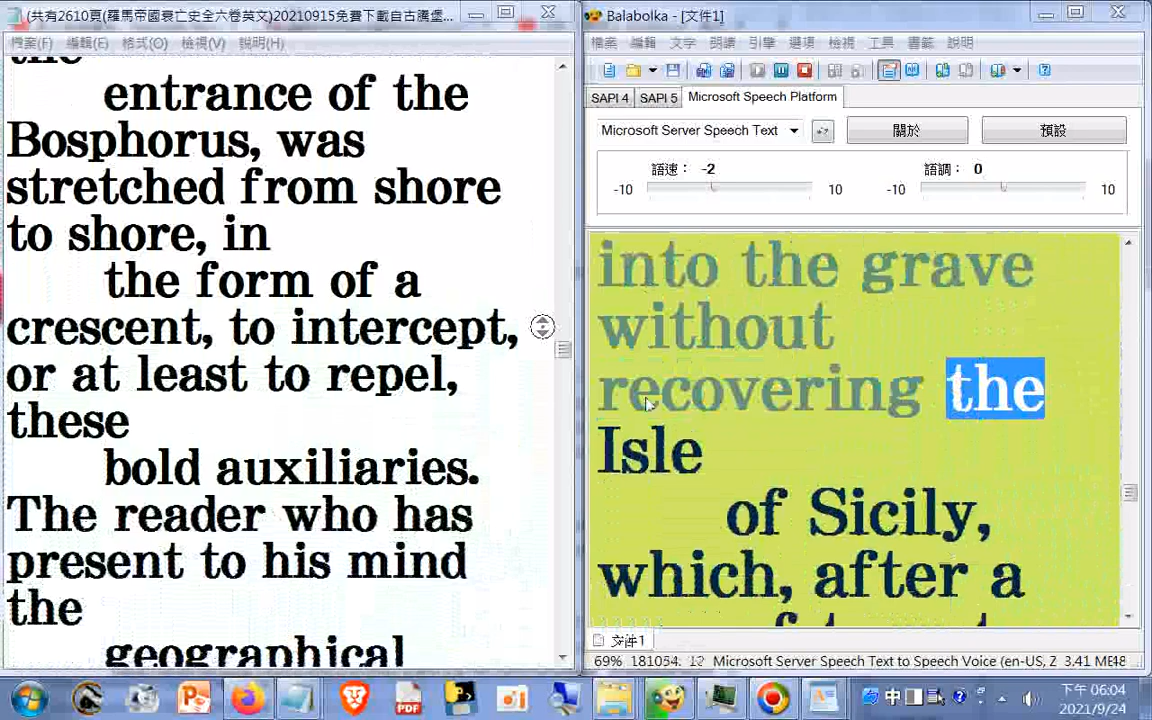 (共有2610頁(羅馬帝國衰亡史全六卷英文)20210915免費下載自古騰堡...
檔案(F) 編輯(E) 格式(O) 檢視(V) 說明(H)
the
entrance of the
Bosphorus, was
stretched from shore
to shore, in
the form of a
crescent, to intercept,
or at least to repel,
these
bold auxiliaries.
The reader who has
present to his mind
the
geographical
Balabolka - [文件1]
檔案 編輯 文字 朗讀 引擎 選項 檢視 工具 書籤 說明
SAPI 4 SAPI 5 Microsoft Speech Platform
Microsoft Server Speech Text 關於 預設
語速： -2 語調： 0
-10 10 -10 10
into the grave
without
recovering the
Isle
of Sicily,
which, after a
文件1
69% 181054: 12 Microsoft Server Speech Text to Speech Voice (en-US, Z 3.41 ME48
PDF
中
下午 06:04
2021/9/24